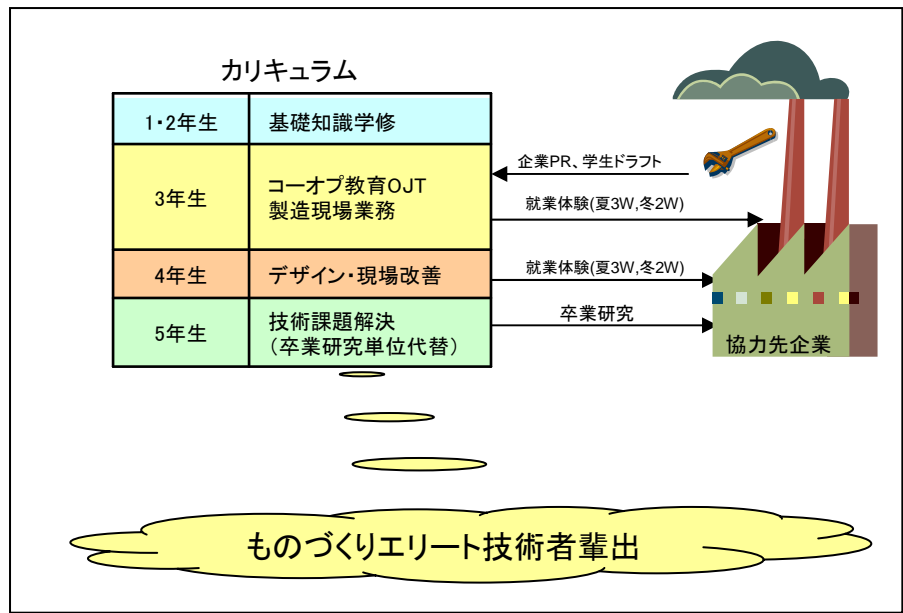 カリキュラム
1・2年生 基礎知識学修
企業PR、学生ドラフト
3年生 コーオプ教育OJT
製造現場業務
就業体験(夏3W,冬2W)
4年生 デザイン・現場改善
就業体験(夏3W,冬2W)
5年生 技術課題解決
（卒業研究単位代替）
卒業研究
協力先企業
ものづくりエリート技術者輩出